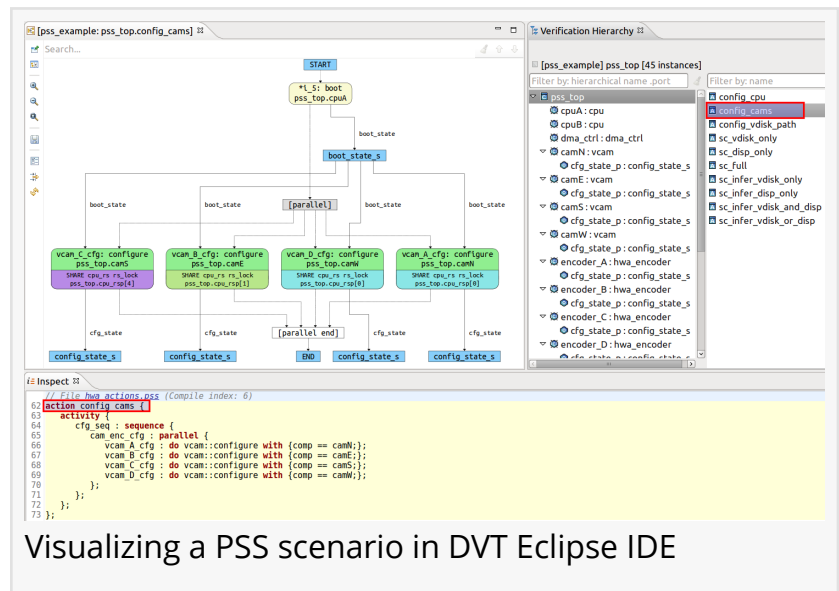 [pss_example: pss_top.config_cams]
Search...
START
*l_5: boot
pss_top.cpuA
boot_state
boot_state_s
boot_state
boot_state
[parallel]
boot_state
boot_state
vcam_C_cfg: configure
pss_top.camS
SHARE cpu_rs rs_lock
pss_top.cpu_rsp[4]
vcam_B_cfg: configure
pss_top.camE
SHARE cpu_rs rs_lock
pss_top.cpu_rsp[1]
vcam_D_cfg: configure
pss_top.camW
SHARE cpu_rs rs_lock
pss_top.cpu_rsp[0]
vcam_A_cfg: configure
pss_top.camN
SHARE cpu_rs rs_lock
pss_top.cpu_rsp[0]
cfg_state
cfg_state
[parallel end]
cfg_state
cfg_state
config_state_s
config_state_s
END
config_state_s
config_state_s
Verification Hierarchy
[pss_example] pss_top [45 instances]
Filter by: hierarchical name .port
pss_top
cpuA : cpu
cpuB : cpu
dma_ctrl : dma_ctrl
camN : vcam
cfg_state_p : config_state_s
camE : vcam
cfg_state_p : config_state_s
camS : vcam
cfg_state_p : config_state_s
camW : vcam
cfg_state_p : config_state_s
encoder_A : hwa_encoder
cfg_state_p : config_state_s
encoder_B : hwa_encoder
cfg_state_p : config_state_s
encoder_C : hwa_encoder
cfg_state_p : config_state_s
encoder_D : hwa_encoder
cfg_state_p : config_state_s
Filter by: name
config_cpu
config_cams
config_vdisk_path
sc_vdisk_only
sc_disp_only
sc_full
sc_infer_vdisk_only
sc_infer_disp_only
sc_infer_vdisk_and_disp
sc_infer_vdisk_or_disp
Inspect
// File hwa_actions.pss (Compile index: 6)
62 action config_cams {
63 activity {
64 cfg_seq : sequence {
65 cam_enc_cfg : parallel {
66 vcam_A_cfg : do vcam::configure with {comp == camN;};
67 vcam_B_cfg : do vcam::configure with {comp == camE;};
68 vcam_C_cfg : do vcam::configure with {comp == camS;};
69 vcam_D_cfg : do vcam::configure with {comp == camW;};
70 };
71 };
72 };
73 };
Visualizing a PSS scenario in DVT Eclipse IDE